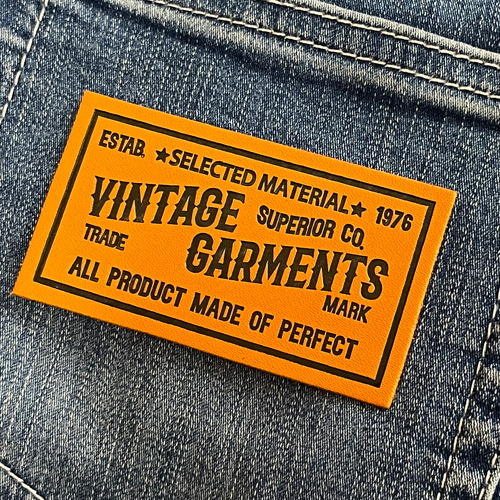 ESTAB. ★SELECTED MATERIAL★ 1976
VINTAGE SUPERIOR CO.
TRADE GARMENTS MARK
ALL PRODUCT MADE OF PERFECT